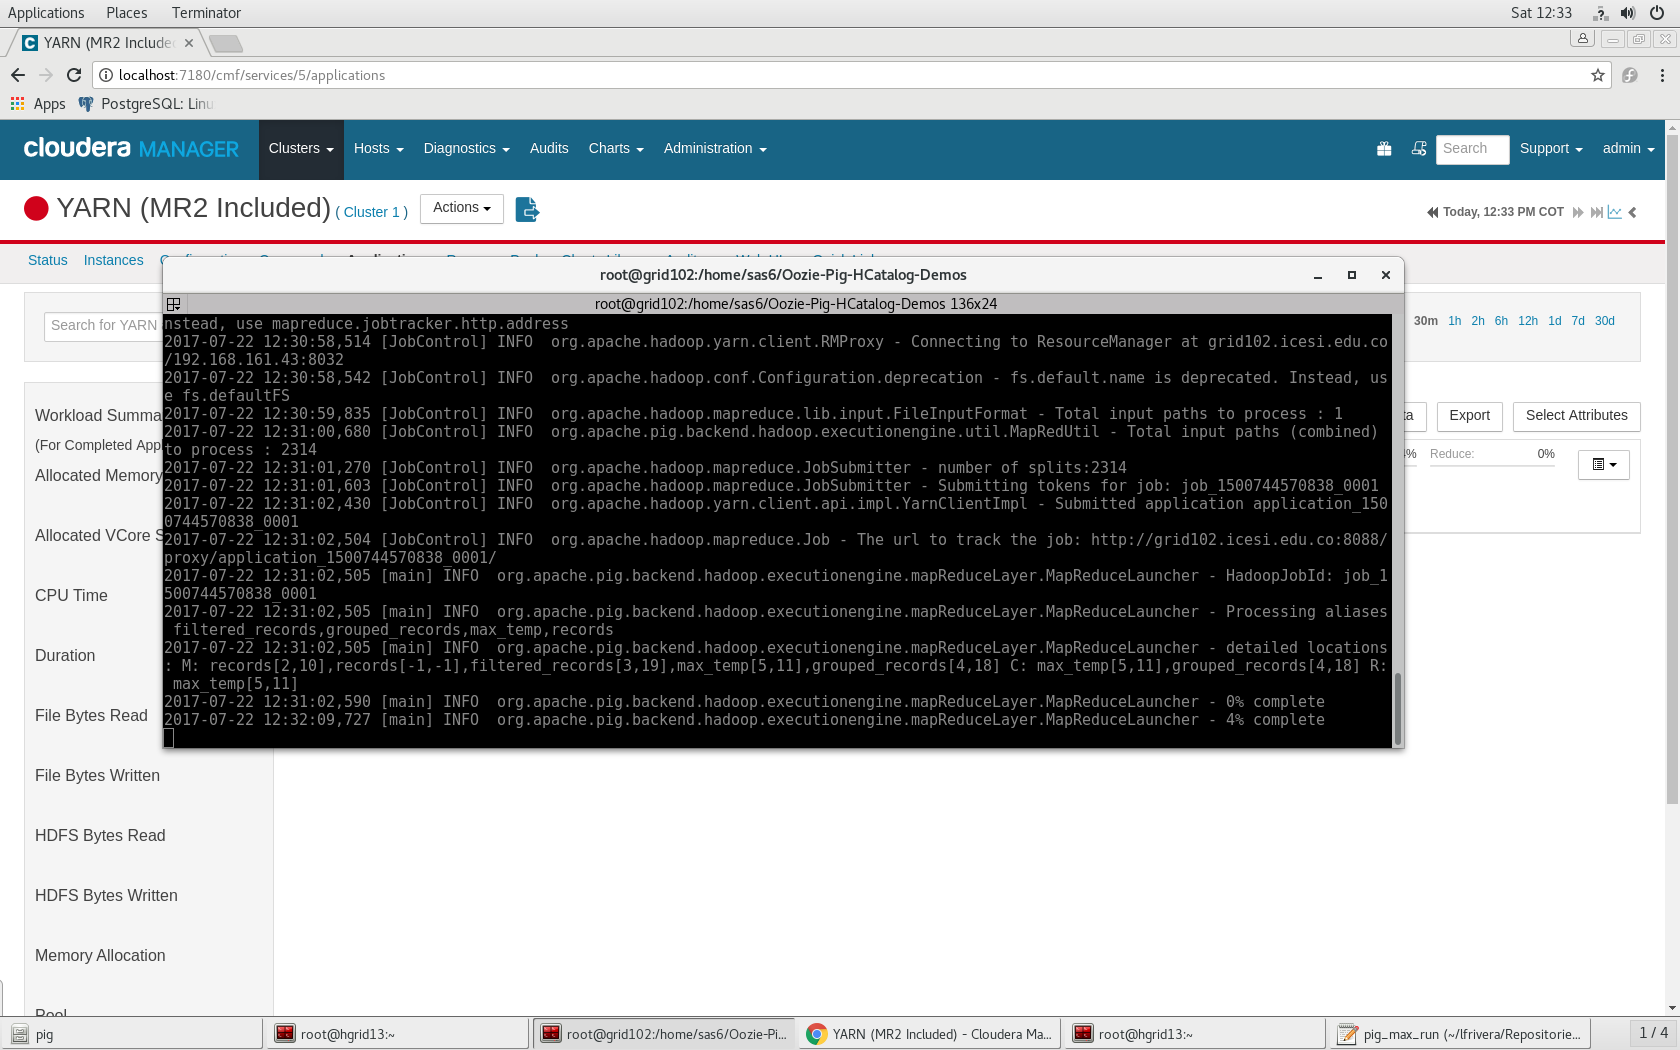 Applications Places Terminator Sat 12:33
YARN (MR2 Include
localhost:7180/cmf/services/5/applications
Apps PostgreSQL: Linu
cloudera MANAGER Clusters Hosts Diagnostics Audits Charts Administration Search Support admin
YARN (MR2 Included) ( Cluster 1 ) Actions Today, 12:33 PM COT
Status Instances
root@grid102:/home/sas6/Oozie-Pig-HCatalog-Demos
root@grid102:/home/sas6/Oozie-Pig-HCatalog-Demos 136x24
Search for YARN 30m 1h 2h 6h 12h 1d 7d 30d
nstead, use mapreduce.jobtracker.http.address
2017-07-22 12:30:58,514 [JobControl] INFO  org.apache.hadoop.yarn.client.RMProxy - Connecting to ResourceManager at grid102.icesi.edu.co
/192.168.161.43:8032
2017-07-22 12:30:58,542 [JobControl] INFO  org.apache.hadoop.conf.Configuration.deprecation - fs.default.name is deprecated. Instead, us
e fs.defaultFS
2017-07-22 12:30:59,835 [JobControl] INFO  org.apache.hadoop.mapreduce.lib.input.FileInputFormat - Total input paths to process : 1
2017-07-22 12:31:00,680 [JobControl] INFO  org.apache.pig.backend.hadoop.executionengine.util.MapRedUtil - Total input paths (combined)
to process : 2314
2017-07-22 12:31:01,270 [JobControl] INFO  org.apache.hadoop.mapreduce.JobSubmitter - number of splits:2314
2017-07-22 12:31:01,603 [JobControl] INFO  org.apache.hadoop.mapreduce.JobSubmitter - Submitting tokens for job: job_1500744570838_0001
2017-07-22 12:31:02,430 [JobControl] INFO  org.apache.hadoop.yarn.client.api.impl.YarnClientImpl - Submitted application application_150
0744570838_0001
2017-07-22 12:31:02,504 [JobControl] INFO  org.apache.hadoop.mapreduce.Job - The url to track the job: http://grid102.icesi.edu.co:8088/
proxy/application_1500744570838_0001/
2017-07-22 12:31:02,505 [main] INFO  org.apache.pig.backend.hadoop.executionengine.mapReduceLayer.MapReduceLauncher - HadoopJobId: job_1
500744570838_0001
2017-07-22 12:31:02,505 [main] INFO  org.apache.pig.backend.hadoop.executionengine.mapReduceLayer.MapReduceLauncher - Processing aliases
filtered_records,grouped_records,max_temp,records
2017-07-22 12:31:02,505 [main] INFO  org.apache.pig.backend.hadoop.executionengine.mapReduceLayer.MapReduceLauncher - detailed locations
: M: records[2,10],records[-1,-1],filtered_records[3,19],max_temp[5,11],grouped_records[4,18] C: max_temp[5,11],grouped_records[4,18] R:
max_temp[5,11]
2017-07-22 12:31:02,590 [main] INFO  org.apache.pig.backend.hadoop.executionengine.mapReduceLayer.MapReduceLauncher - 0% complete
2017-07-22 12:32:09,727 [main] INFO  org.apache.pig.backend.hadoop.executionengine.mapReduceLayer.MapReduceLauncher - 4% complete
ta Export Select Attributes
4% Reduce: 0%
Workload Summa
(For Completed App
Allocated Memory
Allocated VCore S
CPU Time
Duration
File Bytes Read
File Bytes Written
HDFS Bytes Read
HDFS Bytes Written
Memory Allocation
Pool
pig root@hgrid13:~ root@grid102:/home/sas6/Oozie-Pi... YARN (MR2 Included) - Cloudera Ma... root@hgrid13:~ pig_max_run (~/lfrivera/Repositorie... 1 / 4